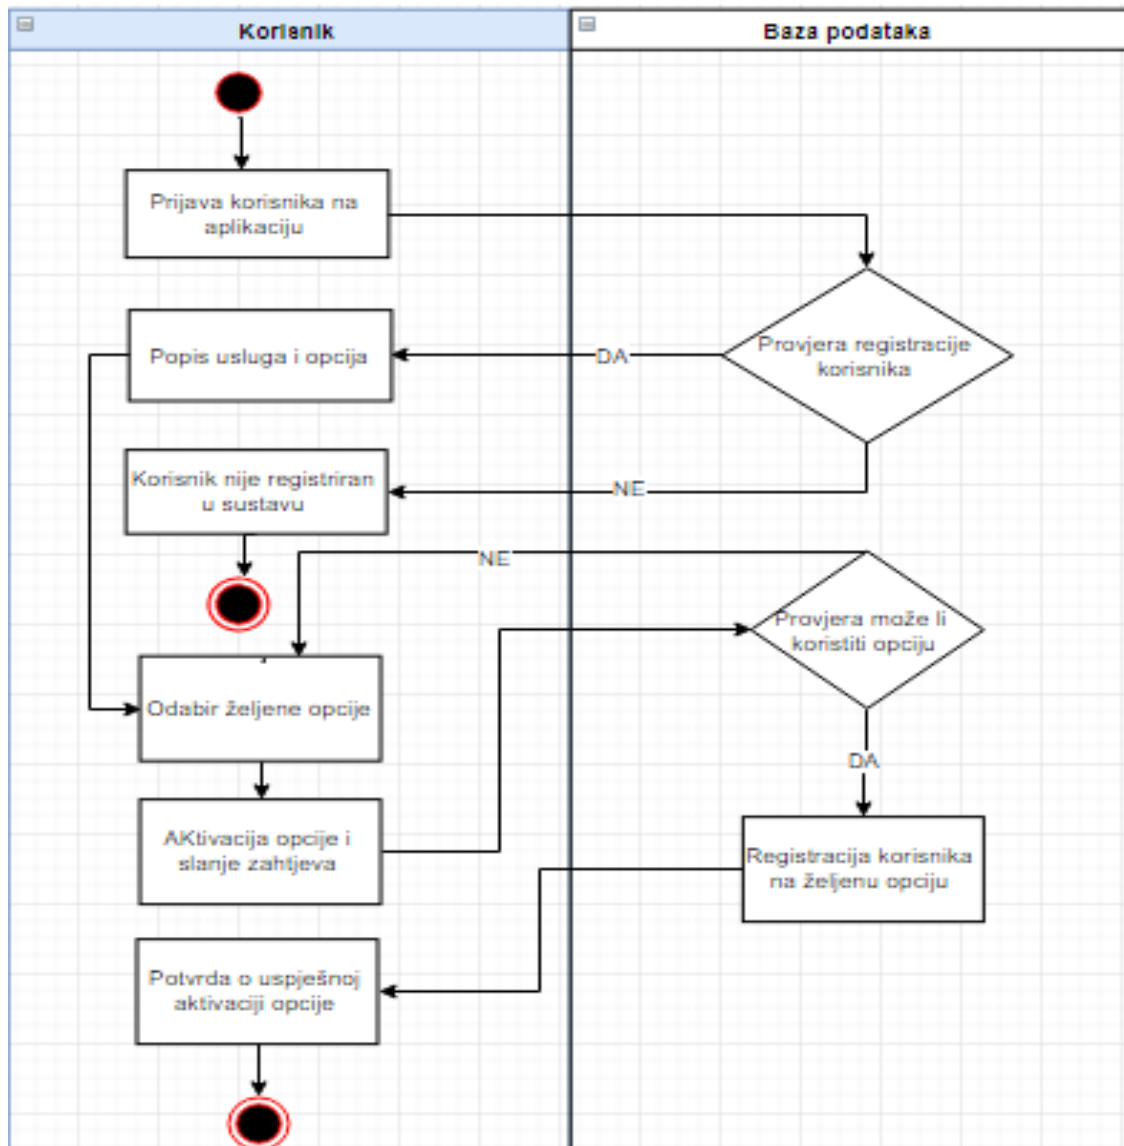 Korisnik
Baza podataka
Prijava korisnika na
aplikaciju
Provjera registracije
korisnika
DA
Popis usluga i opcija
NE
Korisnik nije registriran
u sustavu
NE
Provjera može li
koristiti opciju
Odabir željene opcije
DA
AKtivacija opcije i
slanje zahtjeva
Registracija korisnika
na željenu opciju
Potvrda o uspješnoj
aktivaciji opcije